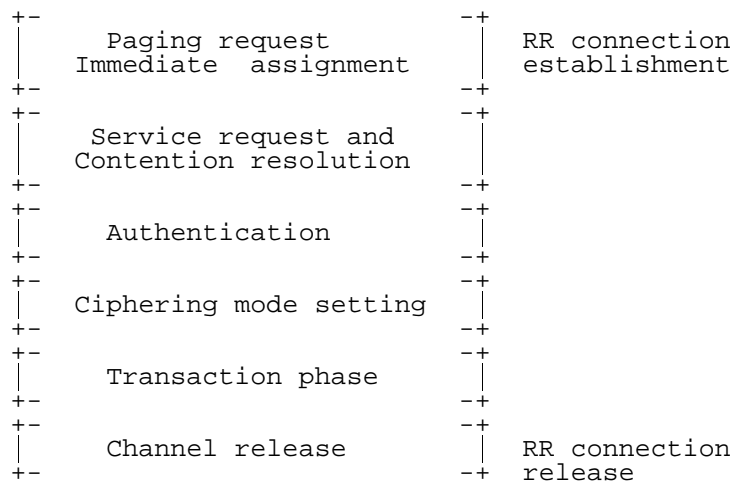 Paging request RR connection
Immediate assignment establishment
Service request and
Contention resolution
Authentication
Ciphering mode setting
Transaction phase
Channel release RR connection
release